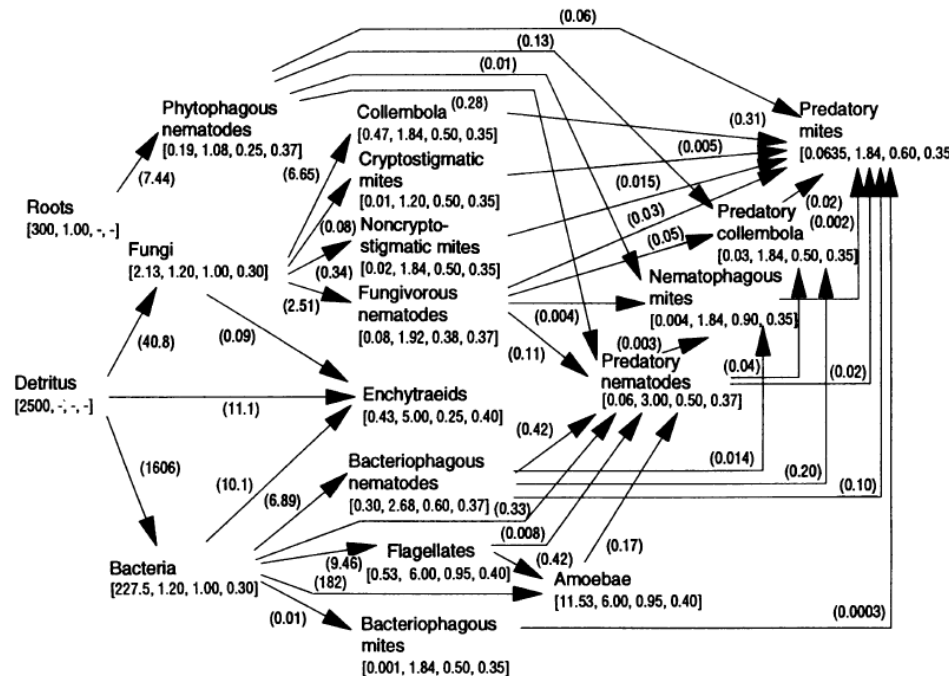 (0.06)
(0.13)
(0.01)
Phytophagous
nematodes
[0.19, 1.08, 0.25, 0.37]
(0.28)
Collembola
[0.47, 1.84, 0.50, 0.35]
Predatory
mites
[0.0635, 1.84, 0.60, 0.35]
(0.31)
(7.44)
(6.65)
Cryptostigmatic
mites
[0.01, 1.20, 0.50, 0.35]
(0.005)
(0.015)
Roots
[300, 1.00, -, -]
Fungi
[2.13, 1.20, 1.00, 0.30]
(0.08)
Noncrypto-
stigmatic mites
[0.02, 1.84, 0.50, 0.35]
(0.03)
(0.02)
(0.002)
Predatory
collembola
[0.03, 1.84, 0.50, 0.35]
(0.05)
(0.34)
(2.51)
Fungivorous
nematodes
[0.08, 1.92, 0.38, 0.37]
Nematophagous
mites
[0.004, 1.84, 0.90, 0.35]
(0.004)
(0.003)
(40.8)
(0.09)
(0.11)
Predatory
nematodes
[0.06, 3.00, 0.50, 0.37]
(0.04)
(0.02)
Detritus
[2500, -, -, -]
(11.1)
Enchytraeids
[0.43, 5.00, 0.25, 0.40]
(0.42)
(0.014)
(0.20)
(0.10)
(1606)
(10.1)
(6.89)
Bacteriophagous
nematodes
[0.30, 2.68, 0.60, 0.37]
(0.33)
(0.008)
Bacteria
[227.5, 1.20, 1.00, 0.30]
(9.46)
Flagellates
[0.53, 6.00, 0.95, 0.40]
(0.42)
(0.17)
(182)
Amoebae
[11.53, 6.00, 0.95, 0.40]
(0.01)
Bacteriophagous
mites
[0.001, 1.84, 0.50, 0.35]
(0.0003)